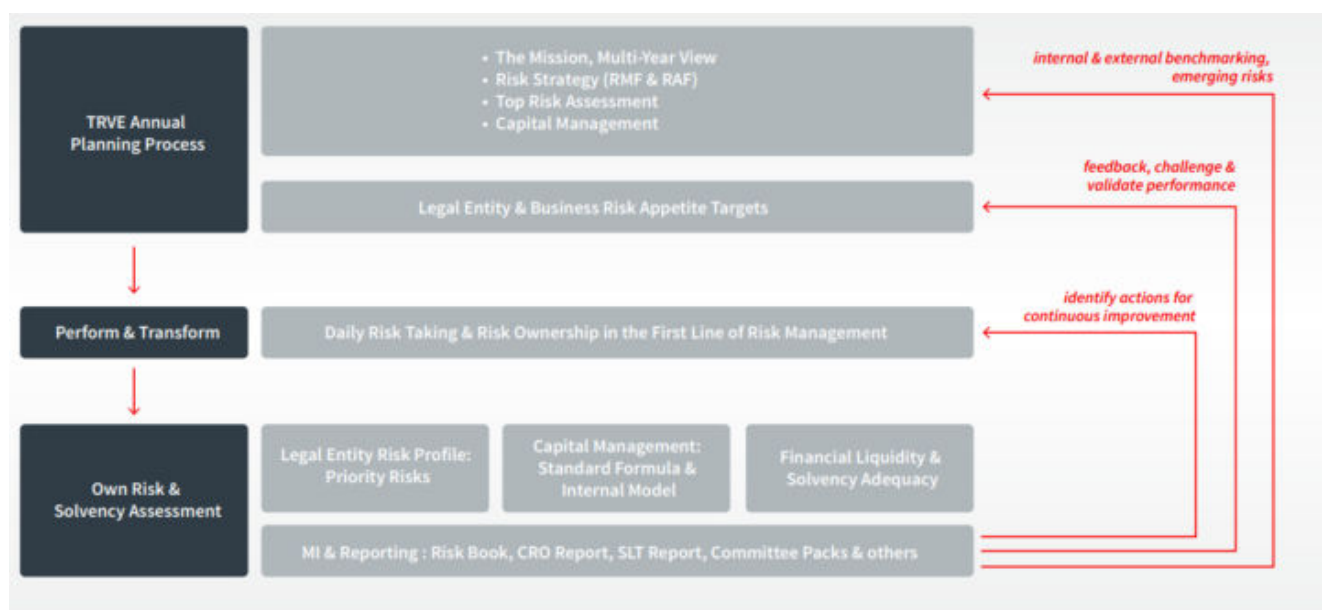 TRVE Annual
Planning Process
• The Mission, Multi-Year View
• Risk Strategy (RMF & RAF)
• Top Risk Assessment
• Capital Management
internal & external benchmarking,
emerging risks
Legal Entity & Business Risk Appetite Targets
feedback, challenge &
validate performance
Perform & Transform
Daily Risk Taking & Risk Ownership in the First Line of Risk Management
identify actions for
continuous improvement
Own Risk &
Solvency Assessment
Legal Entity Risk Profile:
Priority Risks
Capital Management:
Standard Formula &
Internal Model
Financial Liquidity &
Solvency Adequacy
MI & Reporting : Risk Book, CRO Report, SLT Report, Committee Packs & others